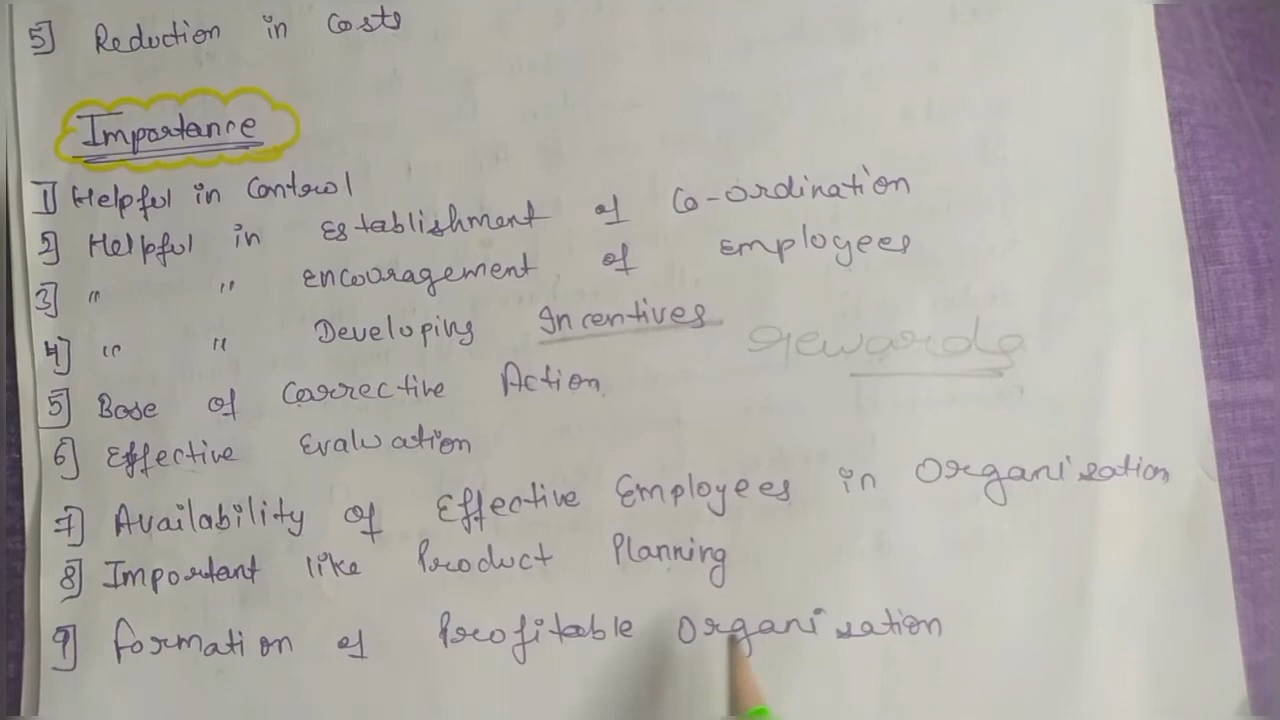 5] Reduction in Costs
Importance
1] Helpful in Control
2] Helpful in Establishment of Co-ordination
3] " " encouragement of Employees
4] " " Developing Incentives rewards
5] Base of Corrective Action
6] Effective Evaluation
7] Availability of Effective Employees in Organisation
8] Important like Product Planning
9] formation of Profitable Organisation